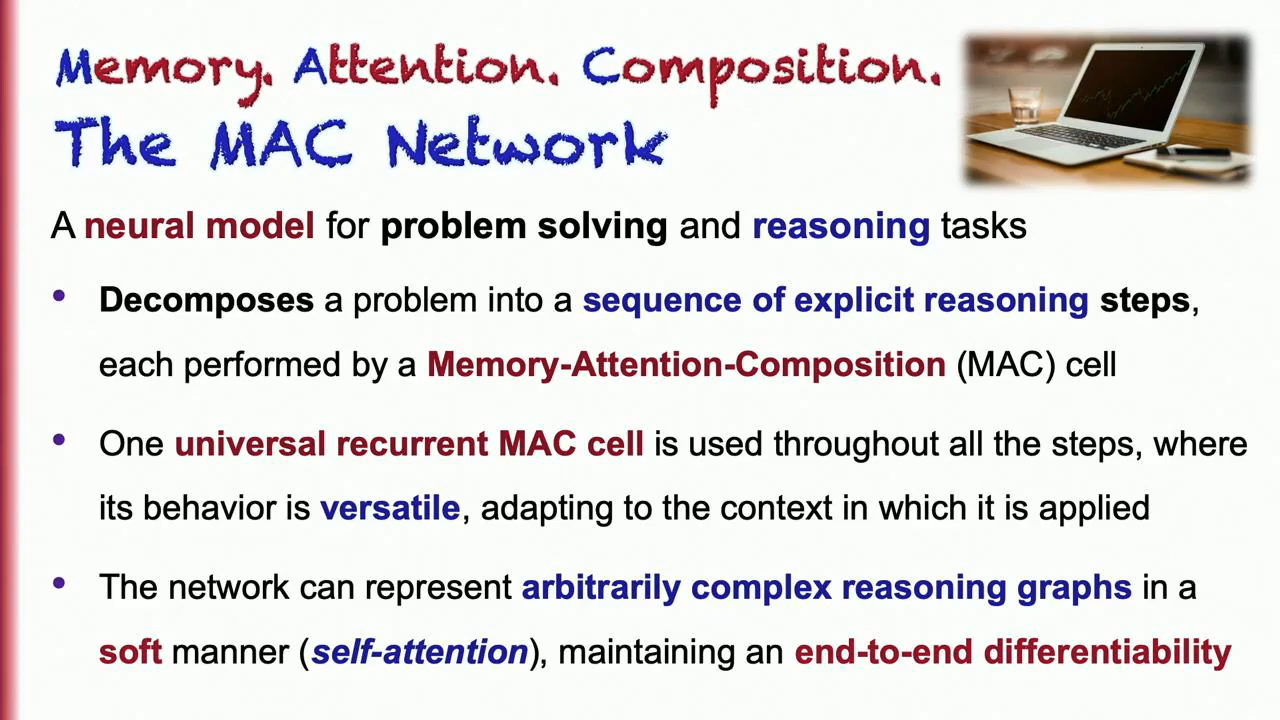 Memory. Attention. Composition.
The MAC Network
A neural model for problem solving and reasoning tasks
• Decomposes a problem into a sequence of explicit reasoning steps,
each performed by a Memory-Attention-Composition (MAC) cell
• One universal recurrent MAC cell is used throughout all the steps, where
its behavior is versatile, adapting to the context in which it is applied
• The network can represent arbitrarily complex reasoning graphs in a
soft manner (self-attention), maintaining an end-to-end differentiability